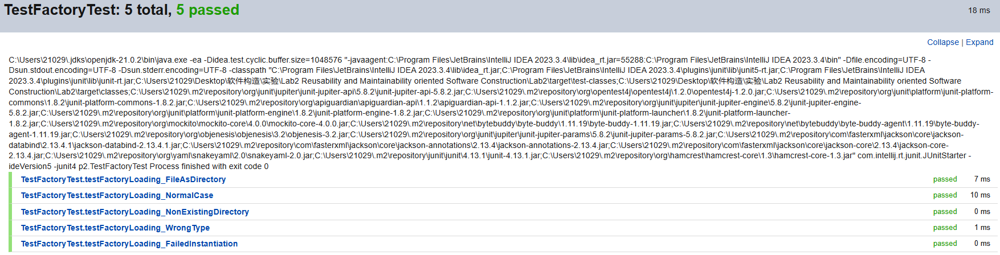 TestFactoryTest: 5 total, 5 passed
18 ms
Collapse | Expand
C:\Users\21029\.jdks\openjdk-21.0.2\bin\java.exe -ea -Didea.test.cyclic.buffer.size=1048576 "-javaagent:C:\Program Files\JetBrains\IntelliJ IDEA 2023.3.4\lib\idea_rt.jar=55288:C:\Program Files\JetBrains\IntelliJ IDEA 2023.3.4\bin" -Dfile.encoding=UTF-8 -
Dsun.stdout.encoding=UTF-8 -Dsun.stderr.encoding=UTF-8 -classpath "C:\Program Files\JetBrains\IntelliJ IDEA 2023.3.4\lib\idea_rt.jar;C:\Program Files\JetBrains\IntelliJ IDEA 2023.3.4\plugins\junit\lib\junit5-rt.jar;C:\Program Files\JetBrains\IntelliJ IDEA
2023.3.4\plugins\junit\lib\junit-rt.jar;C:\Users\21029\Desktop\软件构造\实验\Lab2 Reusability and Maintainability oriented Software Construction\Lab2\target\test-classes;C:\Users\21029\Desktop\软件构造\实验\Lab2 Reusability and Maintainability oriented Software
Construction\Lab2\target\classes;C:\Users\21029\.m2\repository\org\junit\jupiter\junit-jupiter-api\5.8.2\junit-jupiter-api-5.8.2.jar;C:\Users\21029\.m2\repository\org\opentest4j\opentest4j\1.2.0\opentest4j-1.2.0.jar;C:\Users\21029\.m2\repository\org\junit\platform\junit-platform-
commons\1.8.2\junit-platform-commons-1.8.2.jar;C:\Users\21029\.m2\repository\org\apiguardian\apiguardian-api\1.1.2\apiguardian-api-1.1.2.jar;C:\Users\21029\.m2\repository\org\junit\jupiter\junit-jupiter-engine\5.8.2\junit-jupiter-engine-
5.8.2.jar;C:\Users\21029\.m2\repository\org\junit\platform\junit-platform-engine\1.8.2\junit-platform-engine-1.8.2.jar;C:\Users\21029\.m2\repository\org\junit\platform\junit-platform-launcher\1.8.2\junit-platform-launcher-
1.8.2.jar;C:\Users\21029\.m2\repository\org\mockito\mockito-core\4.0.0\mockito-core-4.0.0.jar;C:\Users\21029\.m2\repository\net\bytebuddy\byte-buddy\1.11.19\byte-buddy-1.11.19.jar;C:\Users\21029\.m2\repository\net\bytebuddy\byte-buddy-agent\1.11.19\byte-buddy-
agent-1.11.19.jar;C:\Users\21029\.m2\repository\org\objenesis\objenesis\3.2\objenesis-3.2.jar;C:\Users\21029\.m2\repository\org\junit\jupiter\junit-jupiter-params\5.8.2\junit-jupiter-params-5.8.2.jar;C:\Users\21029\.m2\repository\com\fasterxml\jackson\core\jackson-
databind\2.13.4.1\jackson-databind-2.13.4.1.jar;C:\Users\21029\.m2\repository\com\fasterxml\jackson\core\jackson-annotations\2.13.4\jackson-annotations-2.13.4.jar;C:\Users\21029\.m2\repository\com\fasterxml\jackson\core\jackson-core\2.13.4\jackson-core-
2.13.4.jar;C:\Users\21029\.m2\repository\org\yaml\snakeyaml\2.0\snakeyaml-2.0.jar;C:\Users\21029\.m2\repository\junit\junit\4.13.1\junit-4.13.1.jar;C:\Users\21029\.m2\repository\org\hamcrest\hamcrest-core\1.3\hamcrest-core-1.3.jar" com.intellij.rt.junit.JUnitStarter -
ideVersion5 -junit4 p2.TestFactoryTest Process finished with exit code 0
TestFactoryTest.testFactoryLoading_FileAsDirectory passed 7 ms
TestFactoryTest.testFactoryLoading_NormalCase passed 10 ms
TestFactoryTest.testFactoryLoading_NonExistingDirectory passed 0 ms
TestFactoryTest.testFactoryLoading_WrongType passed 1 ms
TestFactoryTest.testFactoryLoading_FailedInstantiation passed 0 ms